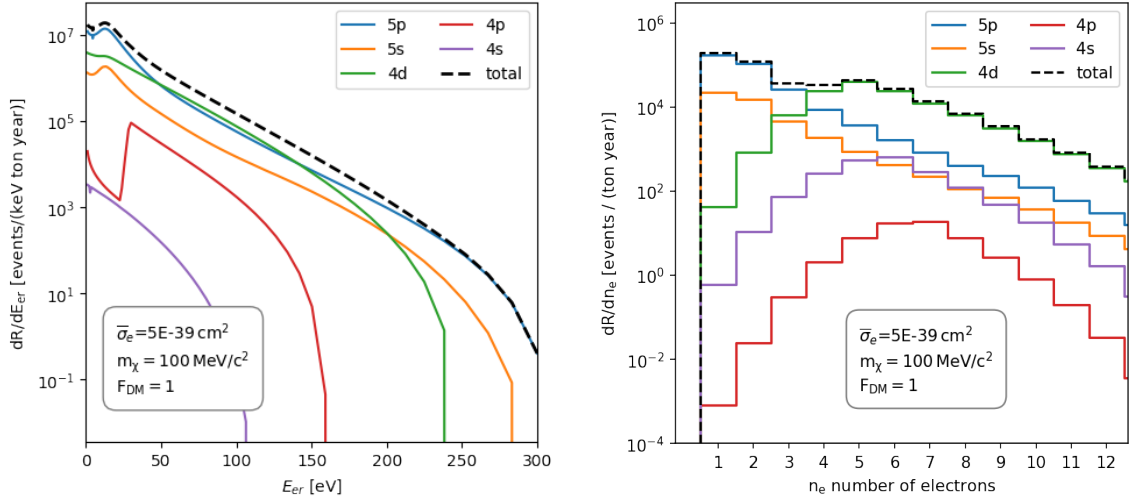 dR/dE_er [events/(keV ton year)]
10^7
10^5
10^3
10^1
10^−1
5p
5s
4d
4p
4s
total
σ̅_e=5E-39 cm^2
m_χ = 100 MeV/c^2
F_DM = 1
0 50 100 150 200 250 300
E_er [eV]
dR/dn_e [events / (ton year)]
10^6
10^4
10^2
10^0
10^−2
10^−4
5p
5s
4d
4p
4s
total
σ̅_e=5E-39 cm^2
m_χ = 100 MeV/c^2
F_DM = 1
1 2 3 4 5 6 7 8 9 10 11 12
n_e number of electrons